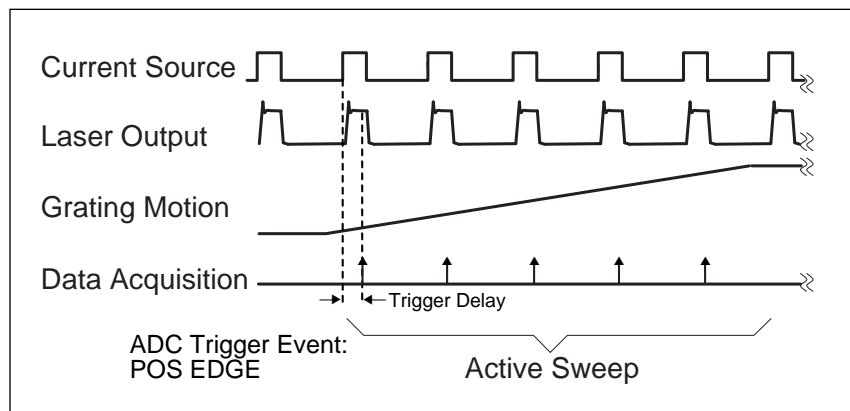 Current Source
Laser Output
Grating Motion
Data Acquisition
Trigger Delay
ADC Trigger Event:
POS EDGE
Active Sweep